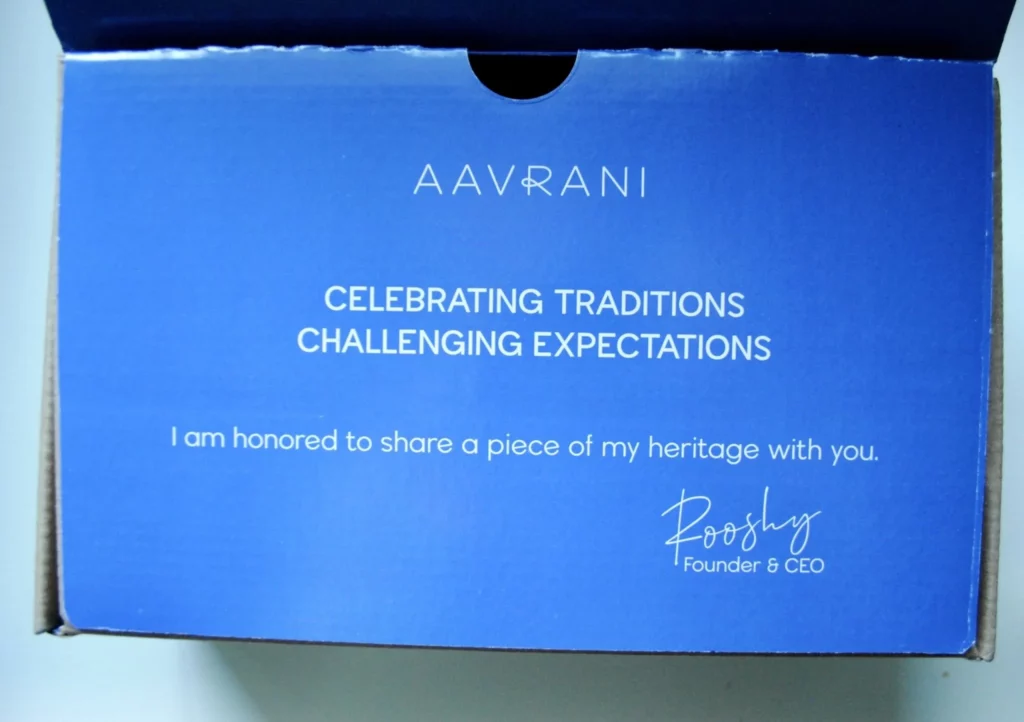 AAVRANI
CELEBRATING TRADITIONS
CHALLENGING EXPECTATIONS
I am honored to share a piece of my heritage with you.
Rooshy
Founder & CEO